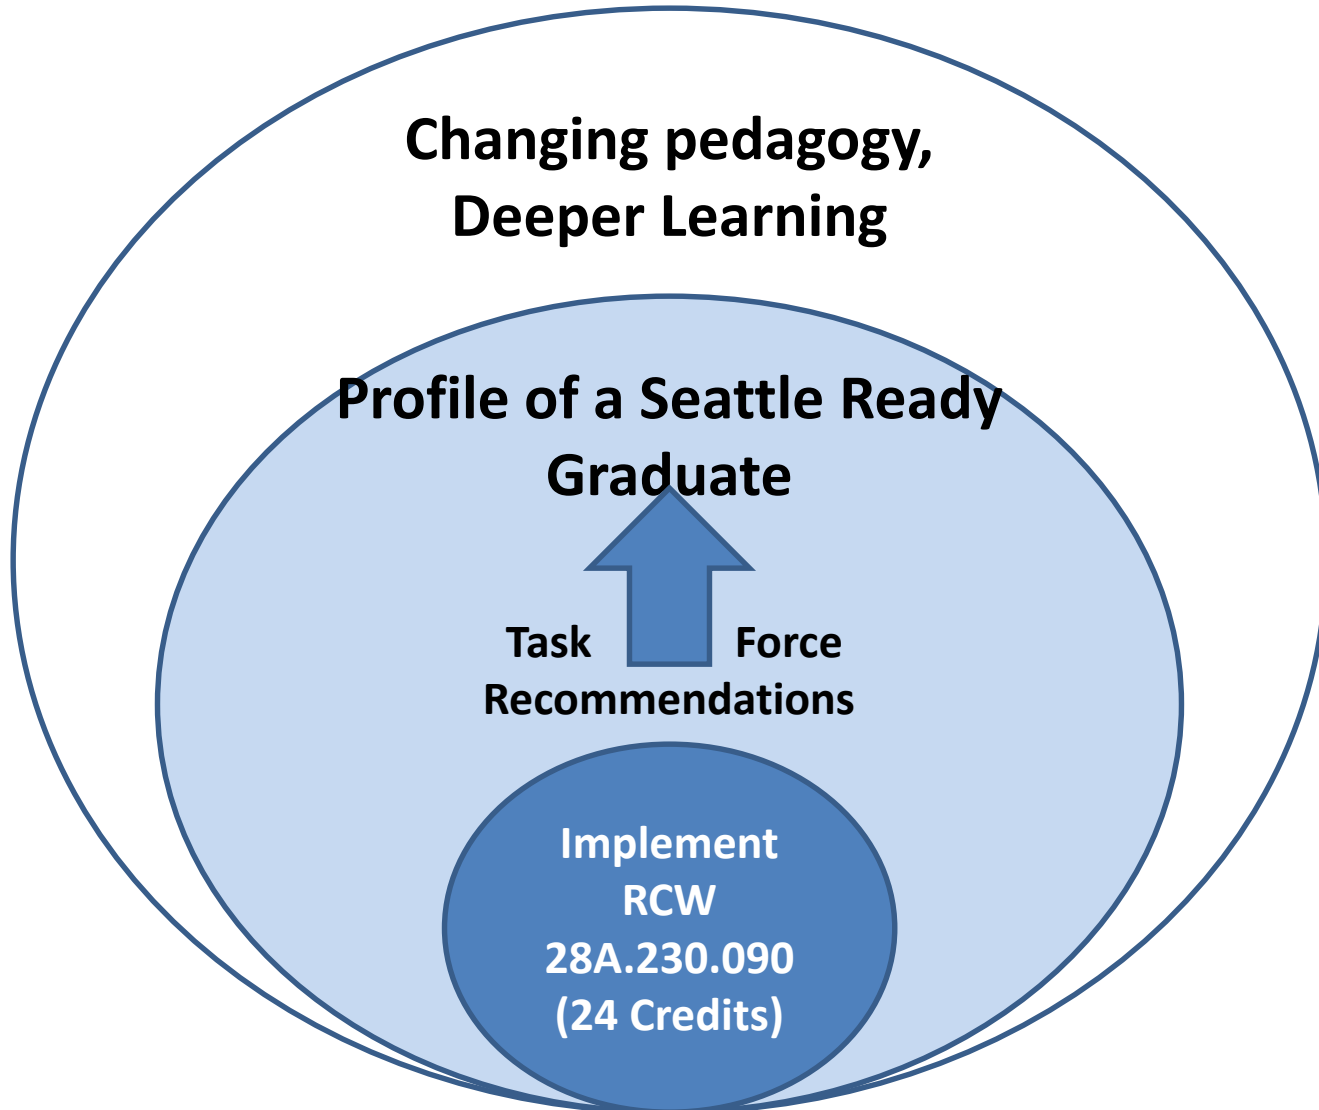 Changing pedagogy,
Deeper Learning
Profile of a Seattle Ready
Graduate
Task Force
Recommendations
Implement
RCW
28A.230.090
(24 Credits)